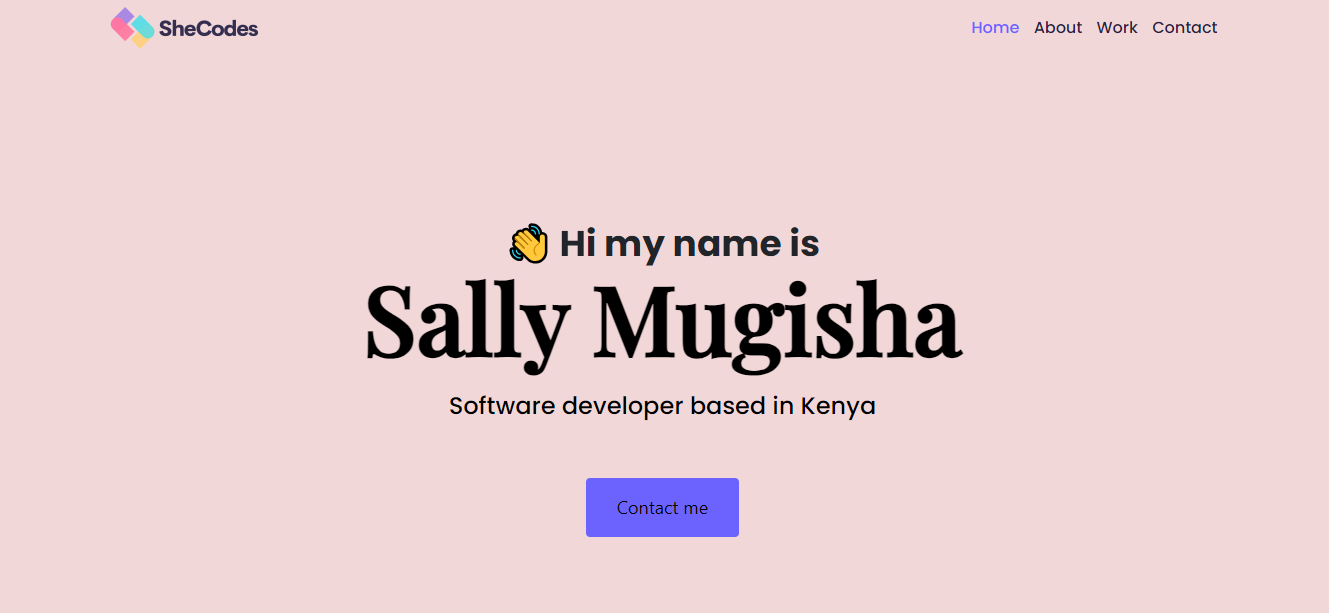 SheCodes
Home About Work Contact
👋 Hi my name is
Sally Mugisha
Software developer based in Kenya
Contact me